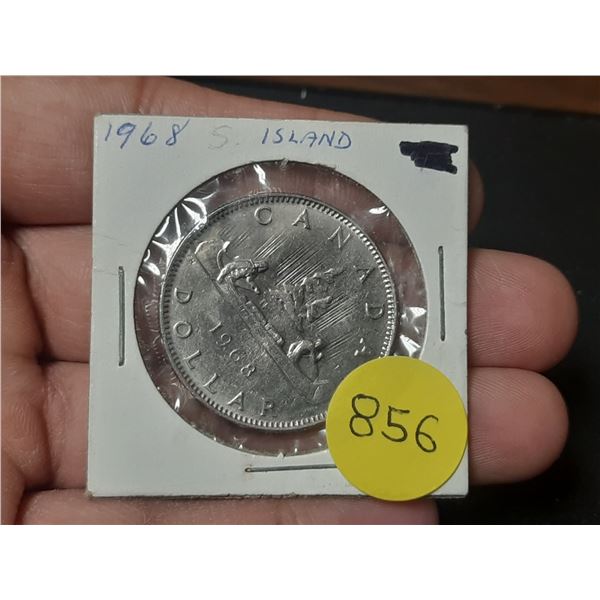 1968 S. ISLAND
CANADA
1968
DOLLAR
856